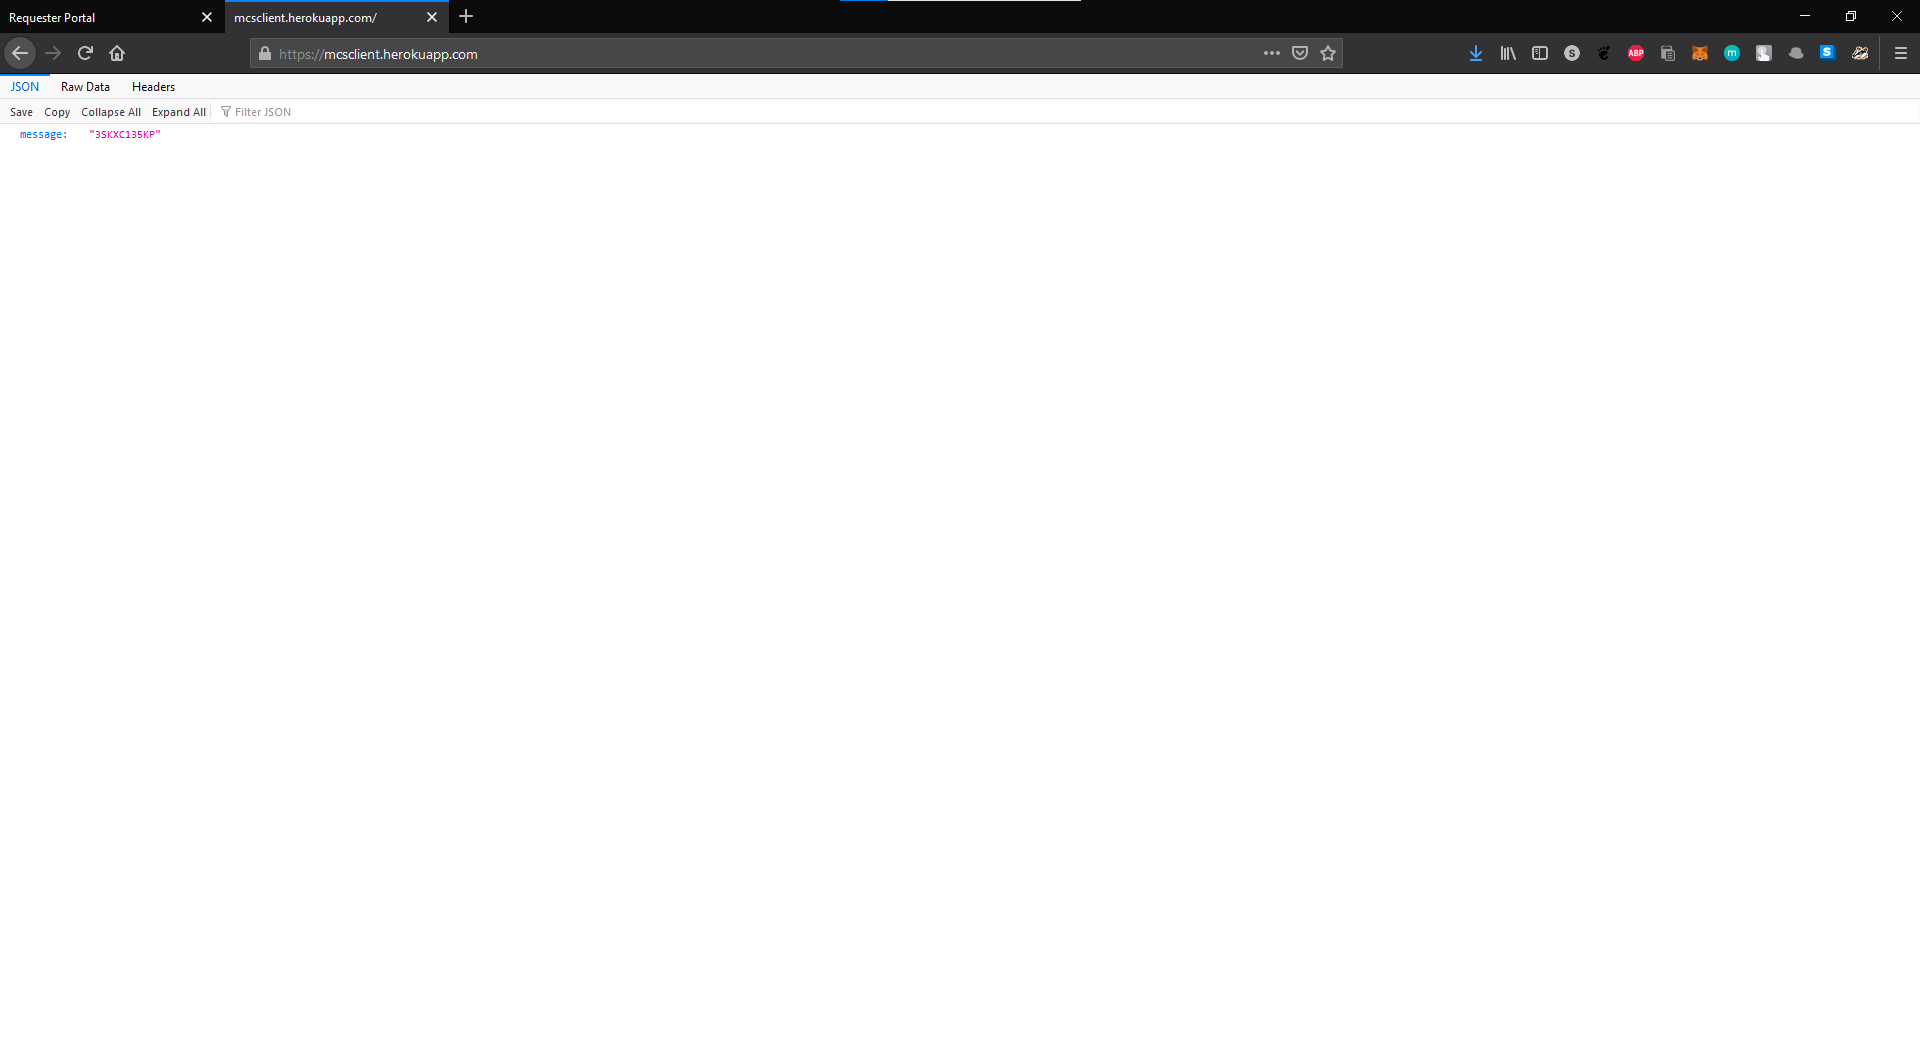 Requester Portal
mcsclient.herokuapp.com/
https://mcsclient.herokuapp.com
S
ABP
m
S
JSON Raw Data Headers
Save Copy Collapse All Expand All Filter JSON
message: "3SKXC135KP"